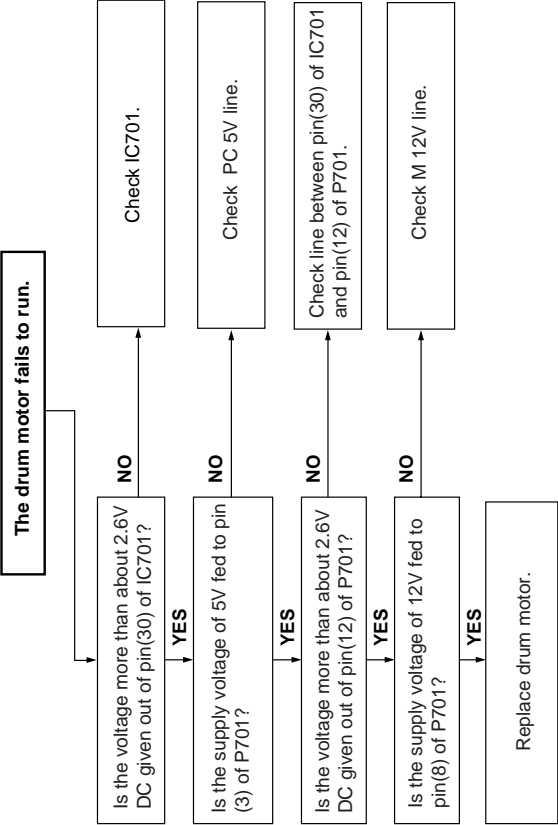 The drum motor fails to run.
Is the voltage more than about 2.6V
DC given out of pin(30) of IC701?
NO
Check IC701.
YES
Is the supply voltage of 5V fed to pin
(3) of P701?
NO
Check PC 5V line.
YES
Is the voltage more than about 2.6V
DC given out of pin(12) of P701?
NO
Check line between pin(30) of IC701
and pin(12) of P701.
YES
Is the supply voltage of 12V fed to
pin(8) of P701?
NO
Check M 12V line.
YES
Replace drum motor.